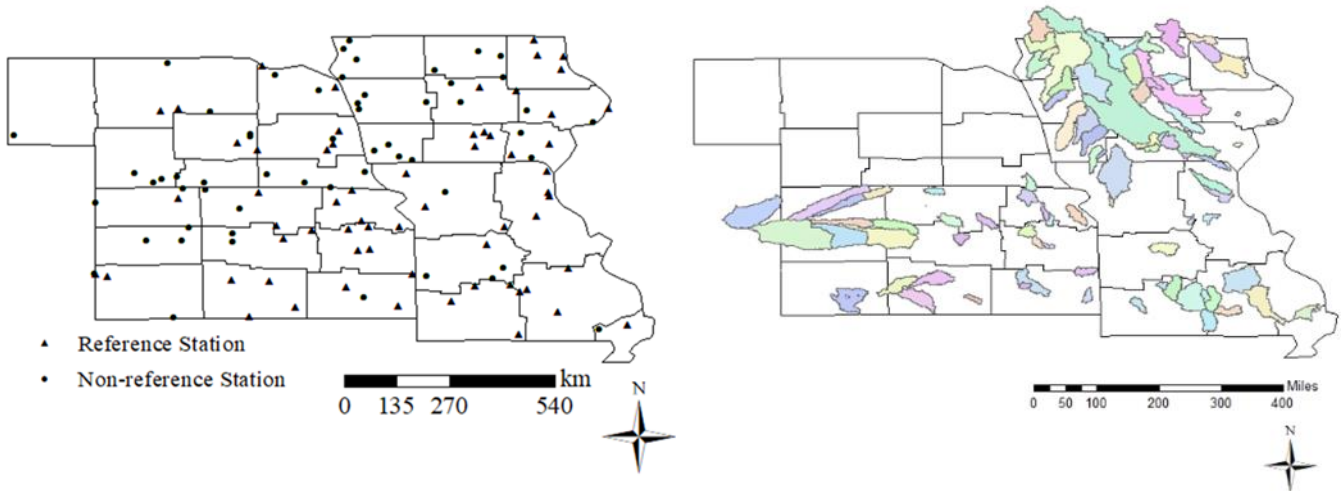 Reference Station
Non-reference Station
km
0 135 270 540
N
Miles
0 50 100 200 300 400
N